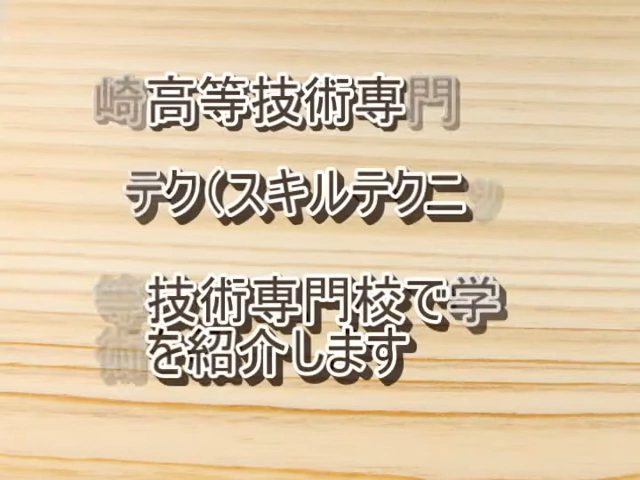 崎高等技術専門
テク(スキルテクニ
等技術専門校で学
を紹介します